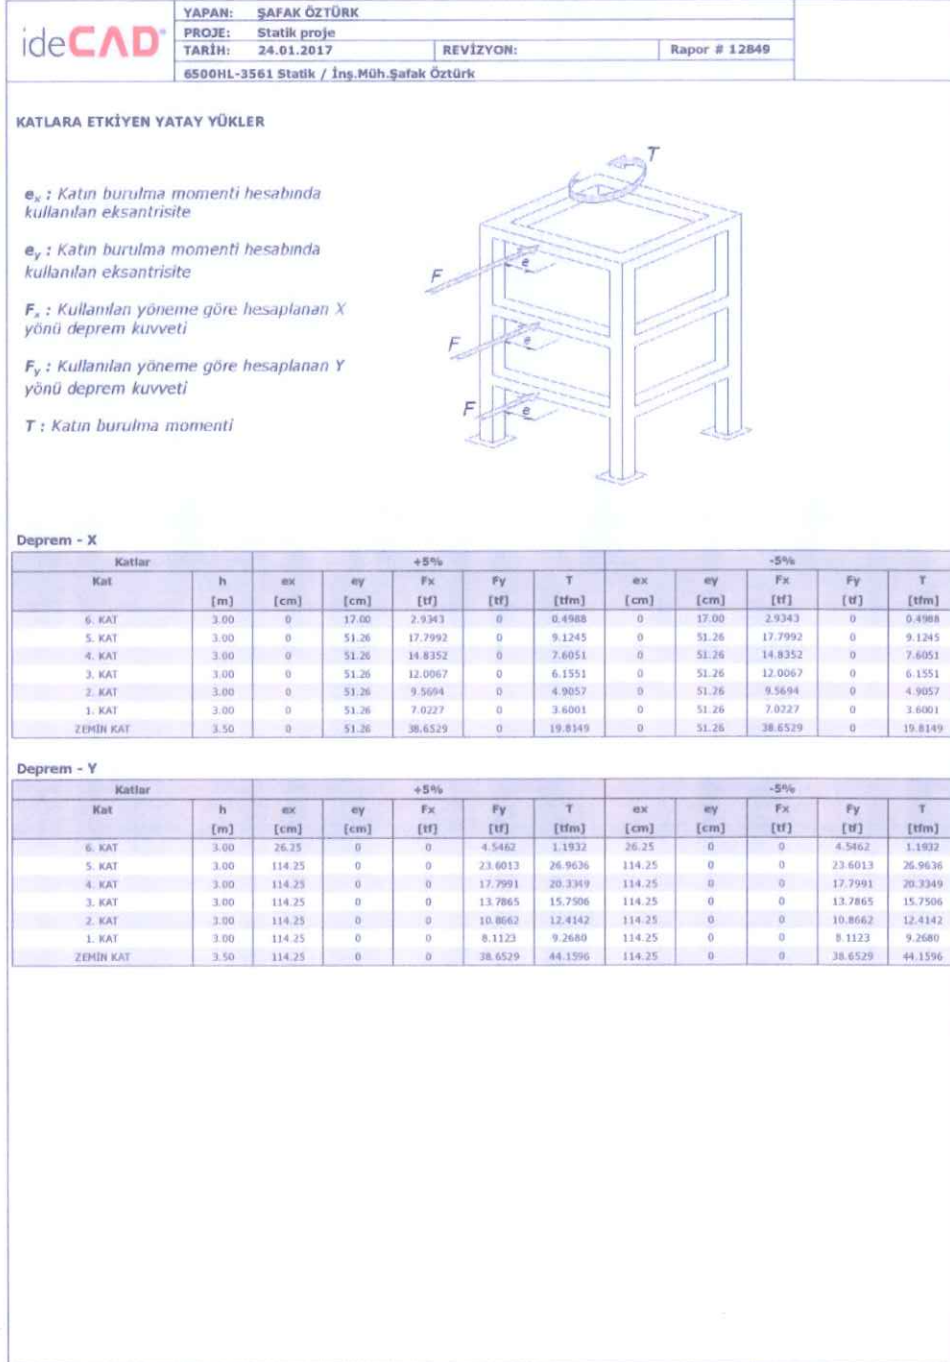 ideCAD
YAPAN: ŞAFAK ÖZTÜRK
PROJE: Statik proje
TARİH: 24.01.2017 REVİZYON: Rapor # 12849
6500HL-3561 Statik / İnş.Müh.Şafak Öztürk
KATLARA ETKİYEN YATAY YÜKLER
ex : Katın burulma momenti hesabında
kullanılan eksantrisite
ey : Katın burulma momenti hesabında
kullanılan eksantrisite
Fx : Kullanılan yöneme göre hesaplanan X
yönü deprem kuvveti
Fy : Kullanılan yöneme göre hesaplanan Y
yönü deprem kuvveti
T : Katın burulma momenti
T
F e
F e
F e
Deprem - X
Katlar +5% -5%
Kat h ex ey Fx Fy T ex ey Fx Fy T
[m] [cm] [cm] [tf] [tf] [tfm] [cm] [cm] [tf] [tf] [tfm]
6. KAT 3.00 0 17.00 2.9343 0 0.4988 0 17.00 2.9343 0 0.4988
5. KAT 3.00 0 51.26 17.7992 0 9.1245 0 51.26 17.7992 0 9.1245
4. KAT 3.00 0 51.26 14.8352 0 7.6051 0 51.26 14.8352 0 7.6051
3. KAT 3.00 0 51.26 12.0067 0 6.1551 0 51.26 12.0067 0 6.1551
2. KAT 3.00 0 51.26 9.5694 0 4.9057 0 51.26 9.5694 0 4.9057
1. KAT 3.00 0 51.26 7.0227 0 3.6001 0 51.26 7.0227 0 3.6001
ZEMİN KAT 3.50 0 51.26 38.6529 0 19.8149 0 51.26 38.6529 0 19.8149
Deprem - Y
Katlar +5% -5%
Kat h ex ey Fx Fy T ex ey Fx Fy T
[m] [cm] [cm] [tf] [tf] [tfm] [cm] [cm] [tf] [tf] [tfm]
6. KAT 3.00 26.25 0 0 4.5462 1.1932 26.25 0 0 4.5462 1.1932
5. KAT 3.00 114.25 0 0 23.6013 26.9636 114.25 0 0 23.6013 26.9636
4. KAT 3.00 114.25 0 0 17.7991 20.3349 114.25 0 0 17.7991 20.3349
3. KAT 3.00 114.25 0 0 13.7865 15.7506 114.25 0 0 13.7865 15.7506
2. KAT 3.00 114.25 0 0 10.8662 12.4142 114.25 0 0 10.8662 12.4142
1. KAT 3.00 114.25 0 0 8.1123 9.2680 114.25 0 0 8.1123 9.2680
ZEMİN KAT 3.50 114.25 0 0 38.6529 44.1596 114.25 0 0 38.6529 44.1596